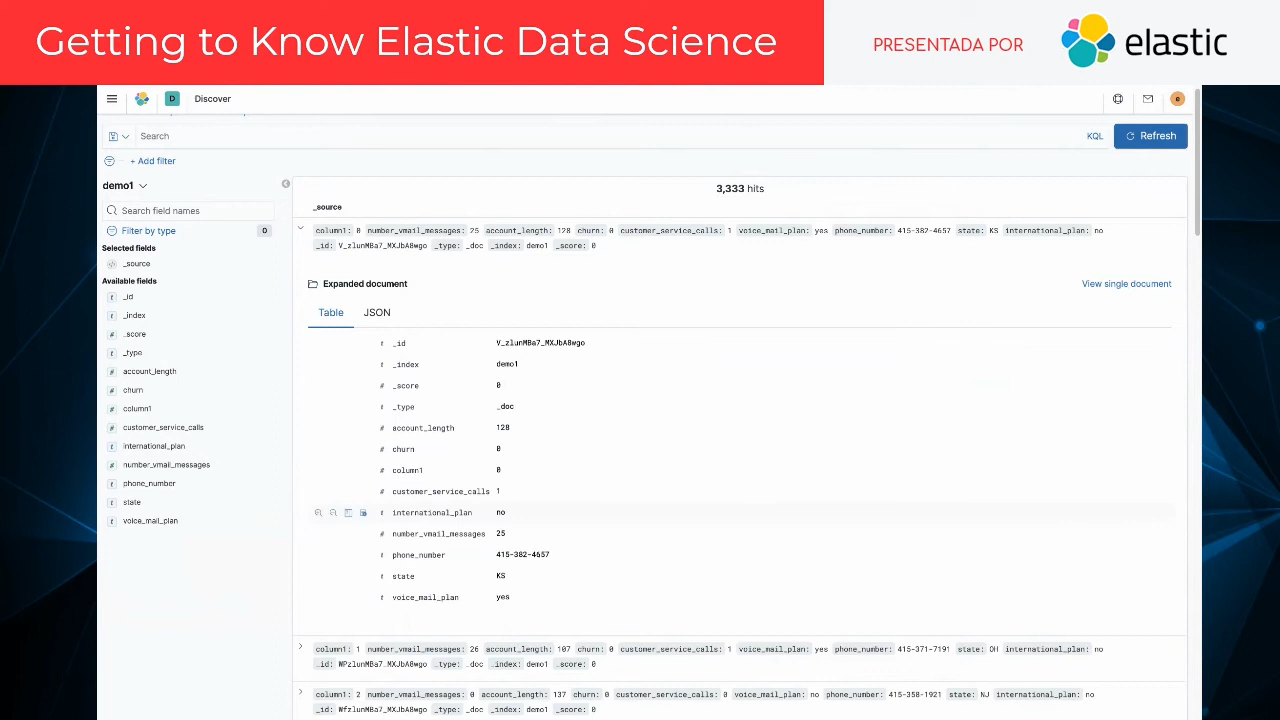 Getting to Know Elastic Data Science
PRESENTADA POR
elastic
D Discover e
Search KQL Refresh
+ Add filter
demo1
3,333 hits
Search field names
_source
Filter by type 0
column1: 0 number_vmail_messages: 25 account_length: 128 churn: 0 customer_service_calls: 1 voice_mail_plan: yes phone_number: 415-382-4657 state: KS international_plan: no
_id: V_zlunMBa7_MXJbA8wgo _type: _doc _index: demo1 _score: 0
Selected fields
_source
Available fields
t _id
t _index
# _score
t _type
# account_length
# churn
# column1
# customer_service_calls
t international_plan
# number_vmail_messages
t phone_number
t state
t voice_mail_plan
Expanded document View single document
Table JSON
t _id V_zlunMBa7_MXJbA8wgo
t _index demo1
# _score 0
t _type _doc
# account_length 128
# churn 0
# column1 0
# customer_service_calls 1
t international_plan no
# number_vmail_messages 25
t phone_number 415-382-4657
t state KS
t voice_mail_plan yes
column1: 1 number_vmail_messages: 26 account_length: 107 churn: 0 customer_service_calls: 1 voice_mail_plan: yes phone_number: 415-371-7191 state: OH international_plan: no
_id: WPzlunMBa7_MXJbA8wgo _type: _doc _index: demo1 _score: 0
column1: 2 number_vmail_messages: 0 account_length: 137 churn: 0 customer_service_calls: 0 voice_mail_plan: no phone_number: 415-358-1921 state: NJ international_plan: no
_id: WfzlunMBa7_MXJbA8wgo _type: _doc _index: demo1 _score: 0